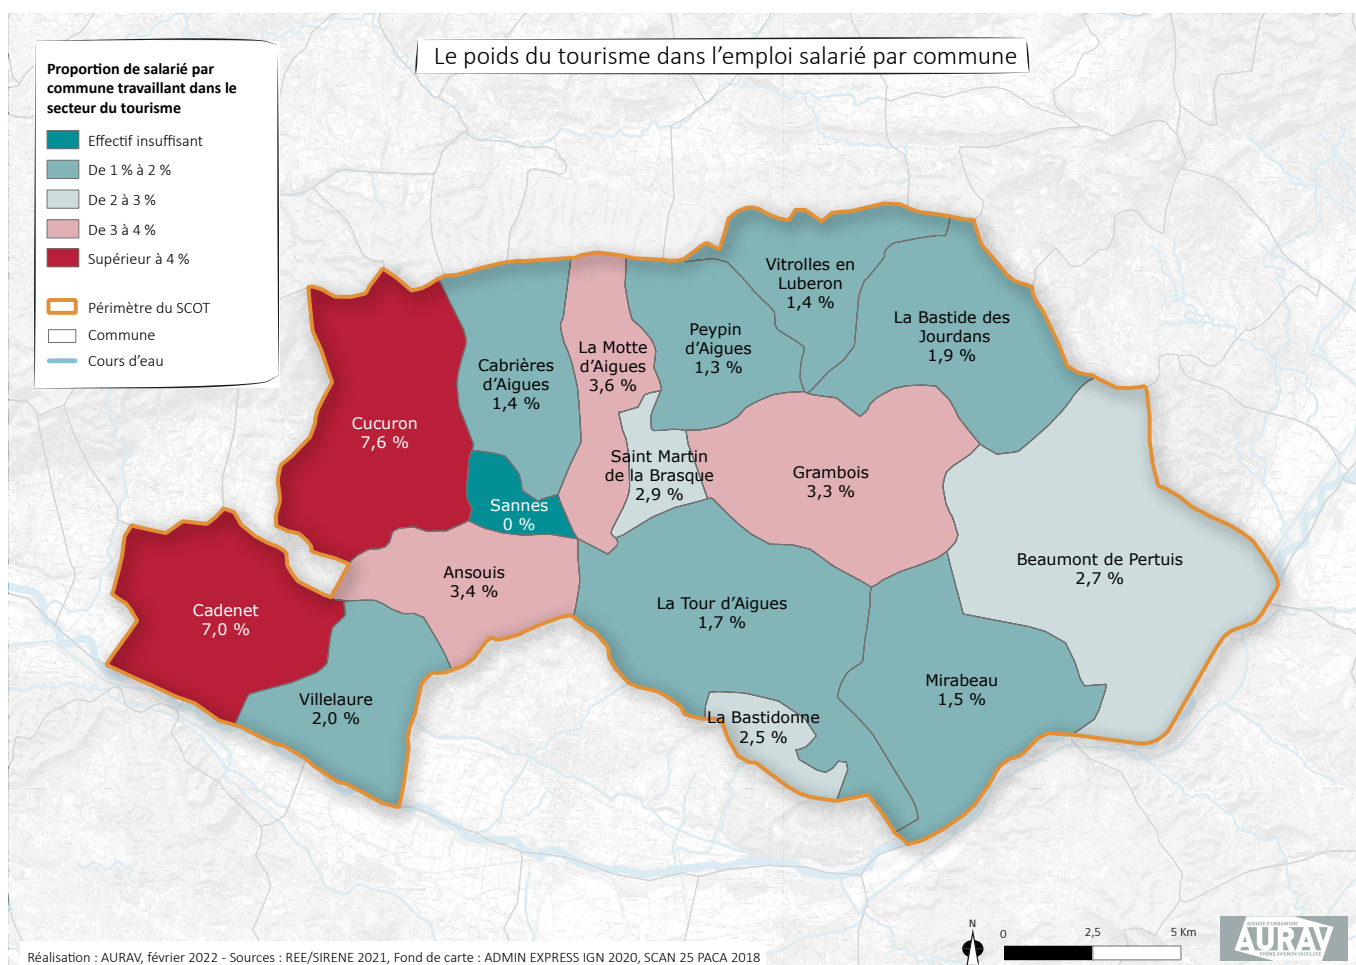 Le poids du tourisme dans l'emploi salarié par commune
Proportion de salarié par
commune travaillant dans le
secteur du tourisme
Effectif insuffisant
De 1 % à 2 %
De 2 à 3 %
De 3 à 4 %
Supérieur à 4 %
Périmètre du SCOT
Commune
Cours d'eau
Vitrolles en
Luberon
1,4 %
La Bastide des
Jourdans
1,9 %
Peypin
d'Aigues
1,3 %
La Motte
d'Aigues
3,6 %
Cabrières
d'Aigues
1,4 %
Cucuron
7,6 %
Saint Martin
de la Brasque
2,9 %
Grambois
3,3 %
Sannes
0 %
Beaumont de Pertuis
2,7 %
Ansouis
3,4 %
Cadenet
7,0 %
La Tour d'Aigues
1,7 %
Mirabeau
1,5 %
Villelaure
2,0 %
La Bastidonne
2,5 %
N
0 2,5 5 Km
AGENCE D'URBANISME
AURAV
RHÔNE AVIGNON VAUCLUSE
Réalisation : AURAV, février 2022 - Sources : REE/SIRENE 2021, Fond de carte : ADMIN EXPRESS IGN 2020, SCAN 25 PACA 2018